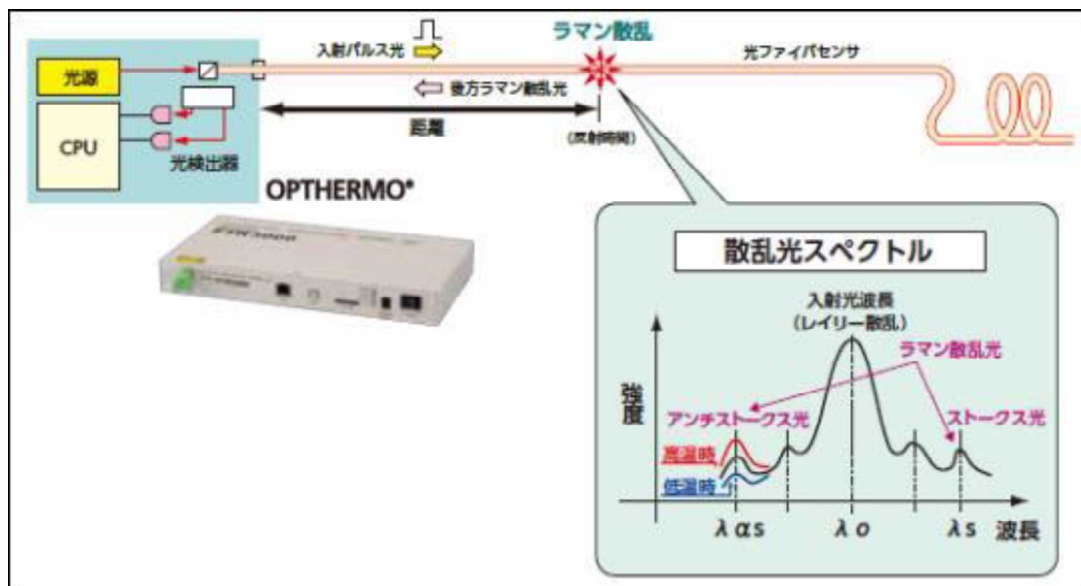 ラマン散乱
入射パルス光
光ファイバセンサ
光源
後方ラマン散乱光
距離
(反射時間)
CPU
光検出器
OPTHERMO®
散乱光スペクトル
入射光波長
(レイリー散乱)
ラマン散乱光
強度
アンチストークス光
ストークス光
高温時
低温時
λαs
λo
λs
波長